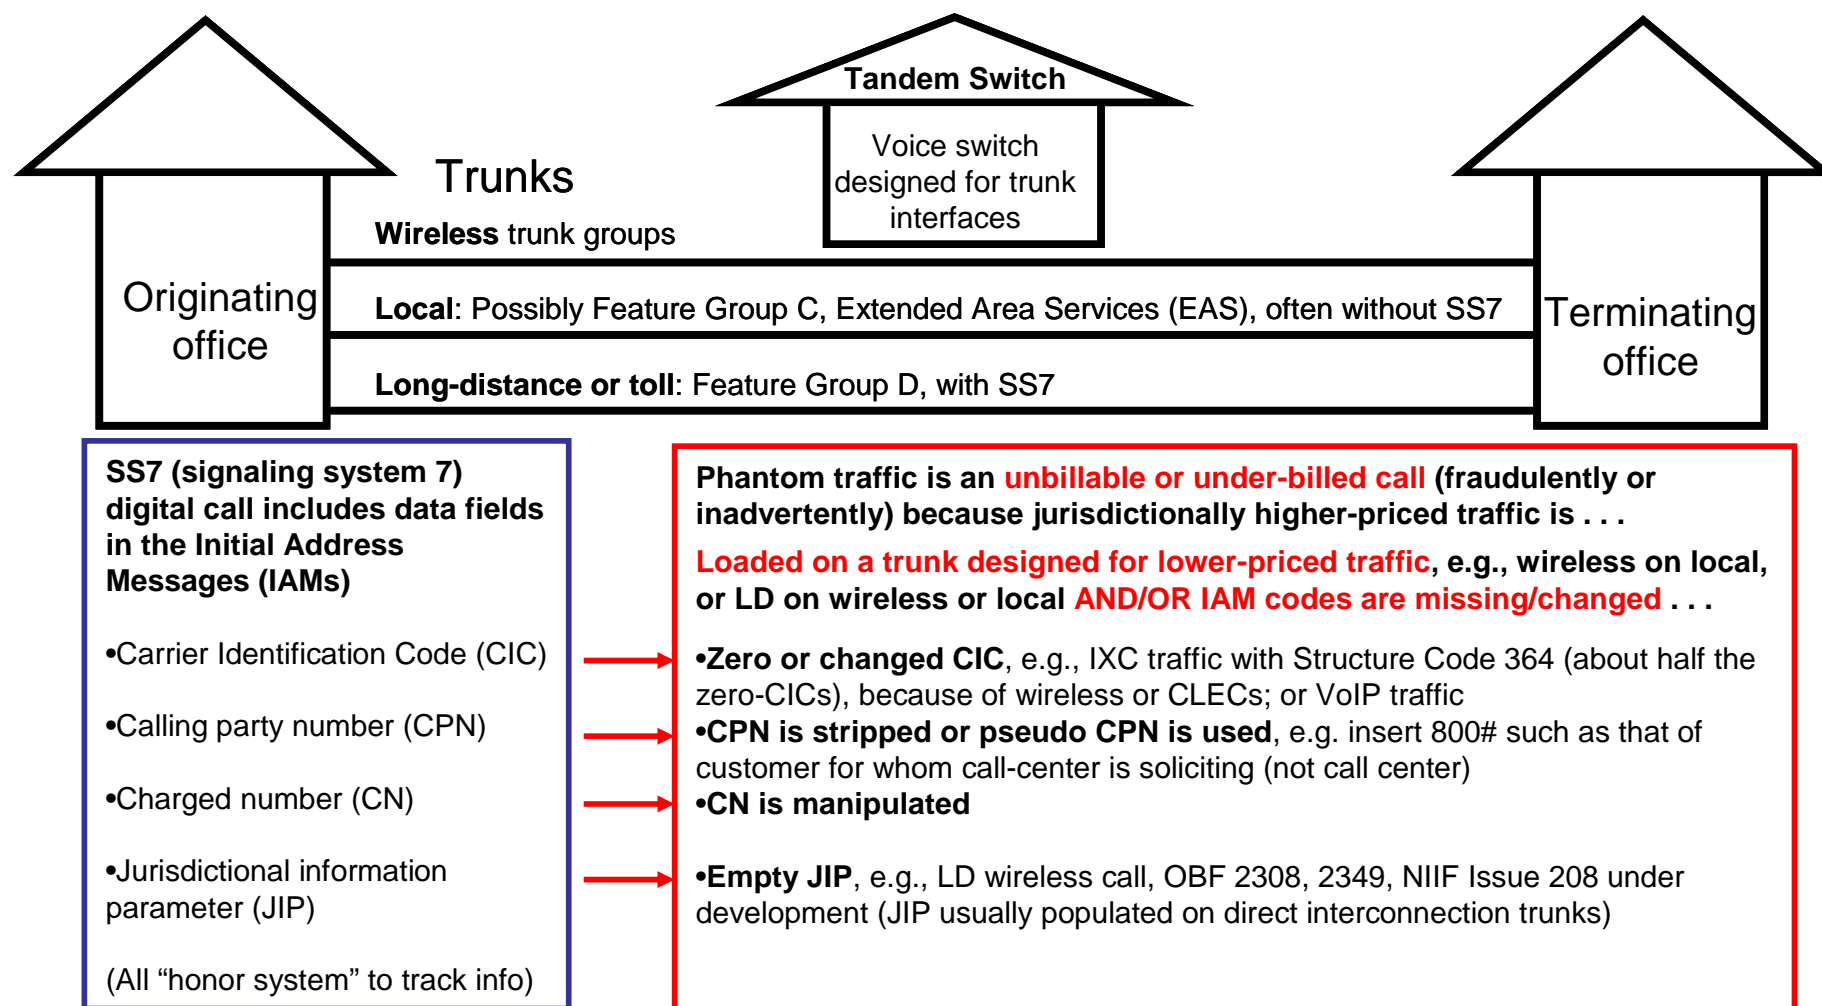 Tandem Switch
Voice switch
designed for trunk
interfaces
Trunks
Wireless trunk groups
Originating
office
Local: Possibly Feature Group C, Extended Area Services (EAS), often without SS7
Long-distance or toll: Feature Group D, with SS7
Terminating
office
SS7 (signaling system 7)
digital call includes data fields
in the Initial Address
Messages (IAMs)
•Carrier Identification Code (CIC)
•Calling party number (CPN)
•Charged number (CN)
•Jurisdictional information
parameter (JIP)
(All “honor system” to track info)
Phantom traffic is an unbillable or under-billed call (fraudulently or
inadvertently) because jurisdictionally higher-priced traffic is . . .
Loaded on a trunk designed for lower-priced traffic, e.g., wireless on local,
or LD on wireless or local AND/OR IAM codes are missing/changed . . .
•Zero or changed CIC, e.g., IXC traffic with Structure Code 364 (about half the
zero-CICs), because of wireless or CLECs; or VoIP traffic
•CPN is stripped or pseudo CPN is used, e.g. insert 800# such as that of
customer for whom call-center is soliciting (not call center)
•CN is manipulated
•Empty JIP, e.g., LD wireless call, OBF 2308, 2349, NIIF Issue 208 under
development (JIP usually populated on direct interconnection trunks)